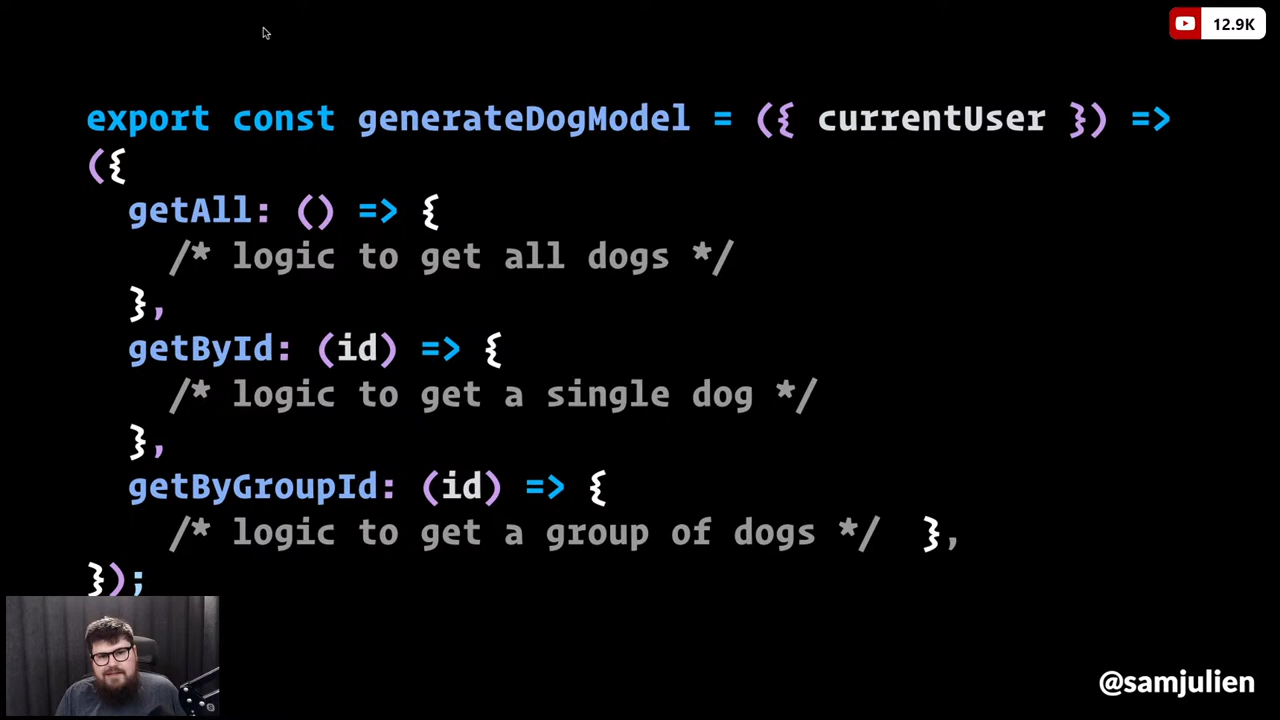 12.9K
export const generateDogModel = ({ currentUser }) =>
({
  getAll: () => {
    /* logic to get all dogs */
  },
  getById: (id) => {
    /* logic to get a single dog */
  },
  getByGroupId: (id) => {
    /* logic to get a group of dogs */  },
});
@samjulien